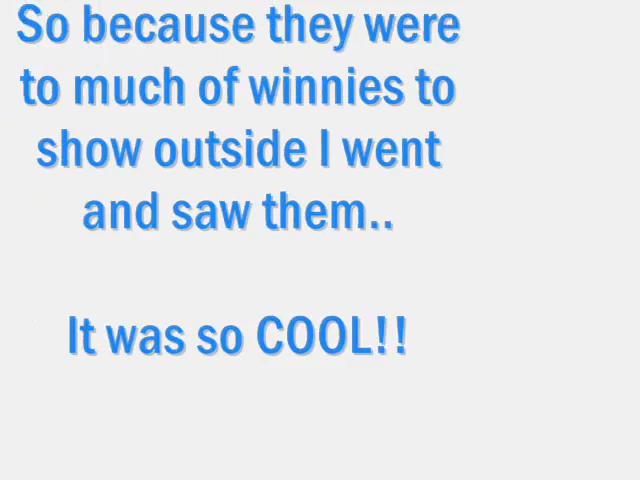 So because they were
to much of winnies to
show outside I went
and saw them..
It was so COOL!!